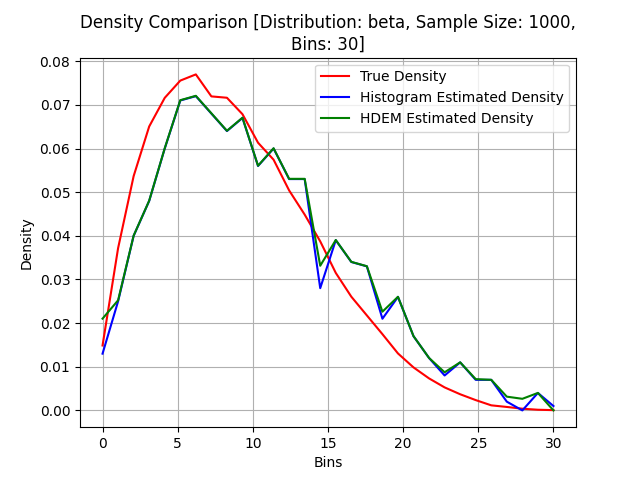 Density Comparison [Distribution: beta, Sample Size: 1000,
Bins: 30]
True Density
Histogram Estimated Density
HDEM Estimated Density
Density
0.08
0.07
0.06
0.05
0.04
0.03
0.02
0.01
0.00
0 5 10 15 20 25 30
Bins